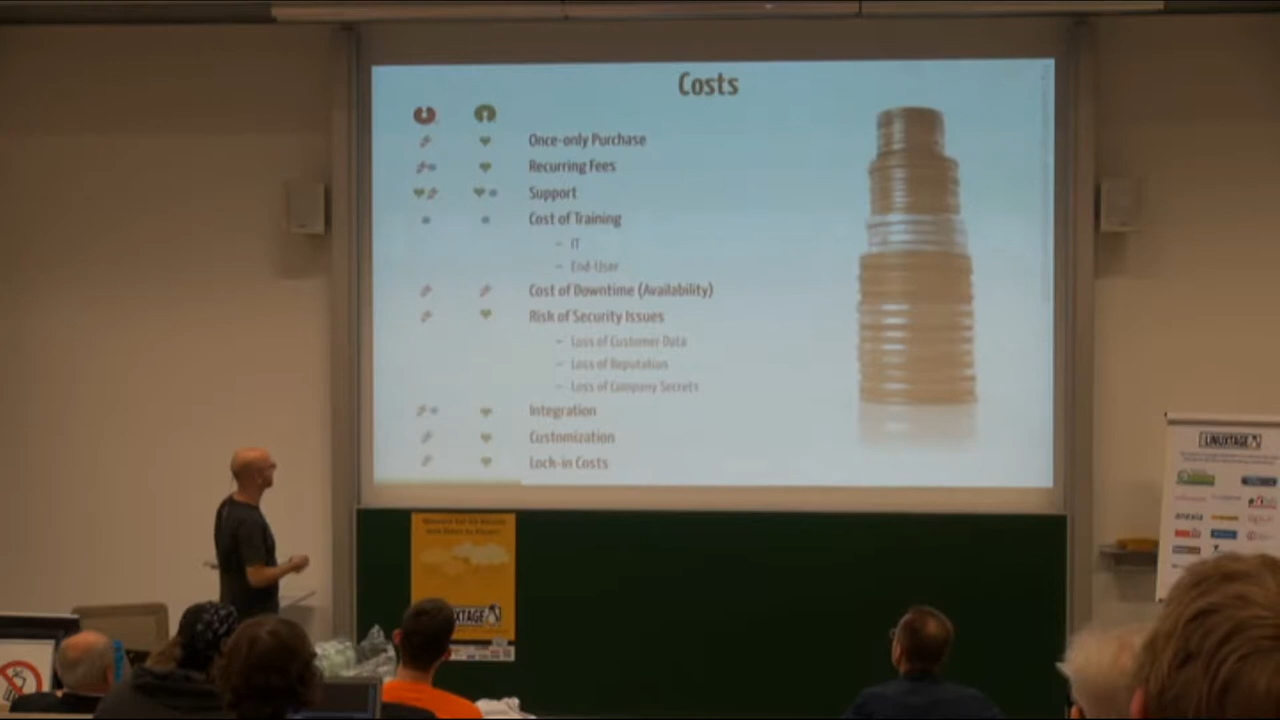 Costs
Once-only Purchase
Recurring Fees
Support
Cost of Training
– IT
– End-User
Cost of Downtime (Availability)
Risk of Security Issues
– Loss of Customer Data
– Loss of Reputation
– Loss of Company Secrets
Integration
Customization
Lock-in Costs
LINUXTAGE
anexia
XTAGE